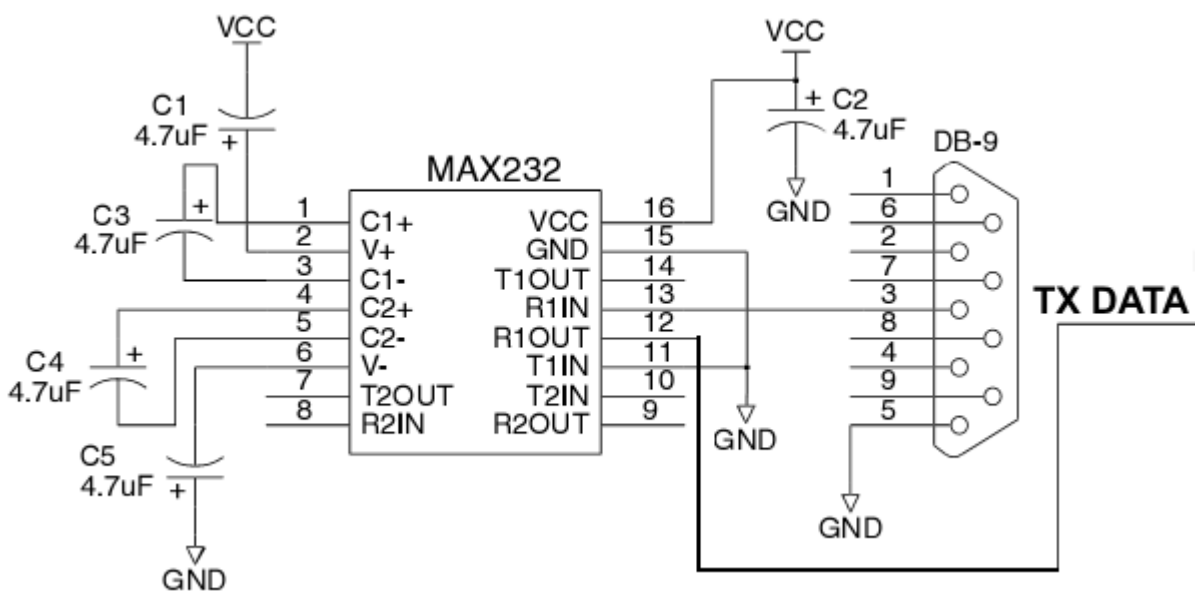 VCC
C1
4.7uF
+
C3
4.7uF
+
C4
4.7uF
+
C5
4.7uF
+
GND
MAX232
1
2
3
4
5
6
7
8
C1+
V+
C1-
C2+
C2-
V-
T2OUT
R2IN
VCC
GND
T1OUT
R1IN
R1OUT
T1IN
T2IN
R2OUT
16
15
14
13
12
11
10
9
GND
VCC
+ C2
4.7uF
GND
DB-9
1
6
2
7
3
8
4
9
5
GND
TX DATA